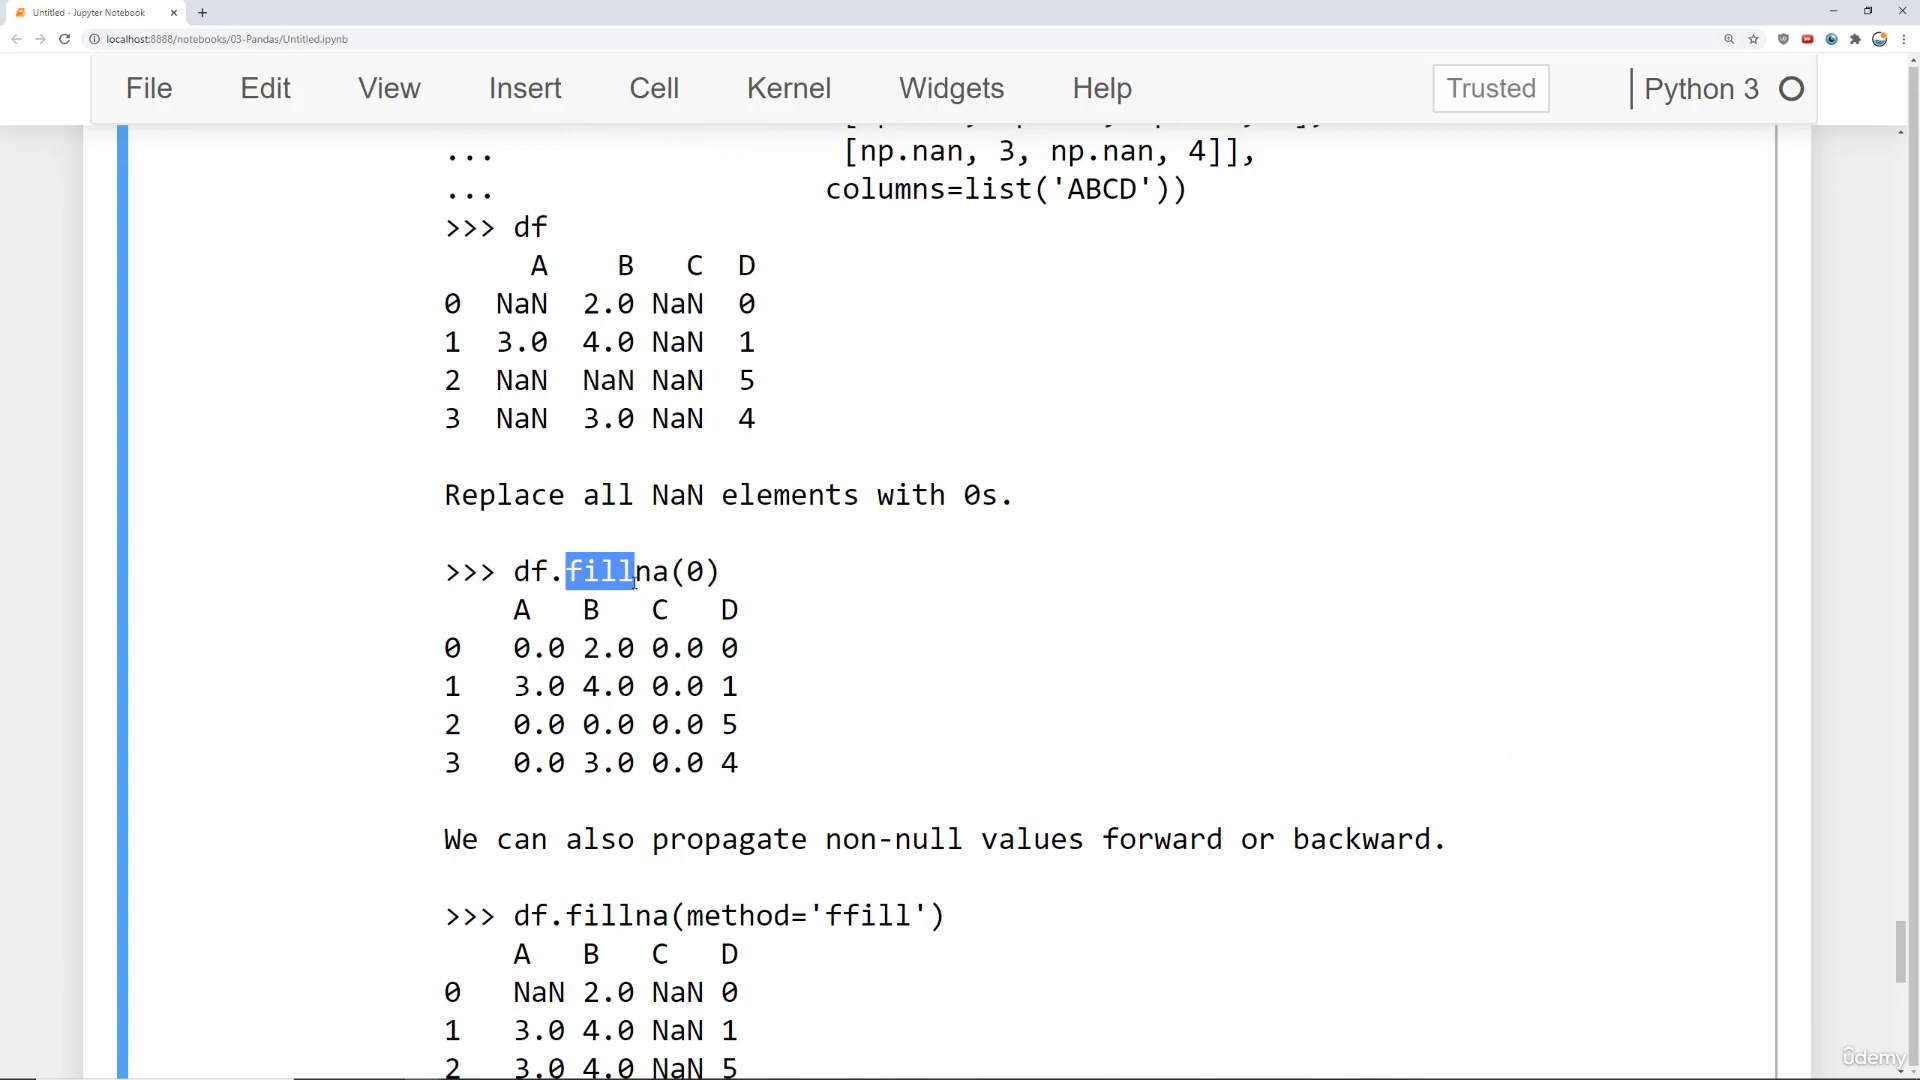 Untitled - Jupyter Notebook
localhost:8888/notebooks/03-Pandas/Untitled.ipynb
File Edit View Insert Cell Kernel Widgets Help Trusted Python 3
... [np.nan, 3, np.nan, 4]],
... columns=list('ABCD'))
>>> df
A B C D
0 NaN 2.0 NaN 0
1 3.0 4.0 NaN 1
2 NaN NaN NaN 5
3 NaN 3.0 NaN 4
Replace all NaN elements with 0s.
>>> df.fillna(0)
A B C D
0 0.0 2.0 0.0 0
1 3.0 4.0 0.0 1
2 0.0 0.0 0.0 5
3 0.0 3.0 0.0 4
We can also propagate non-null values forward or backward.
>>> df.fillna(method='ffill')
A B C D
0 NaN 2.0 NaN 0
1 3.0 4.0 NaN 1
2 3.0 4.0 NaN 5
ûdemy